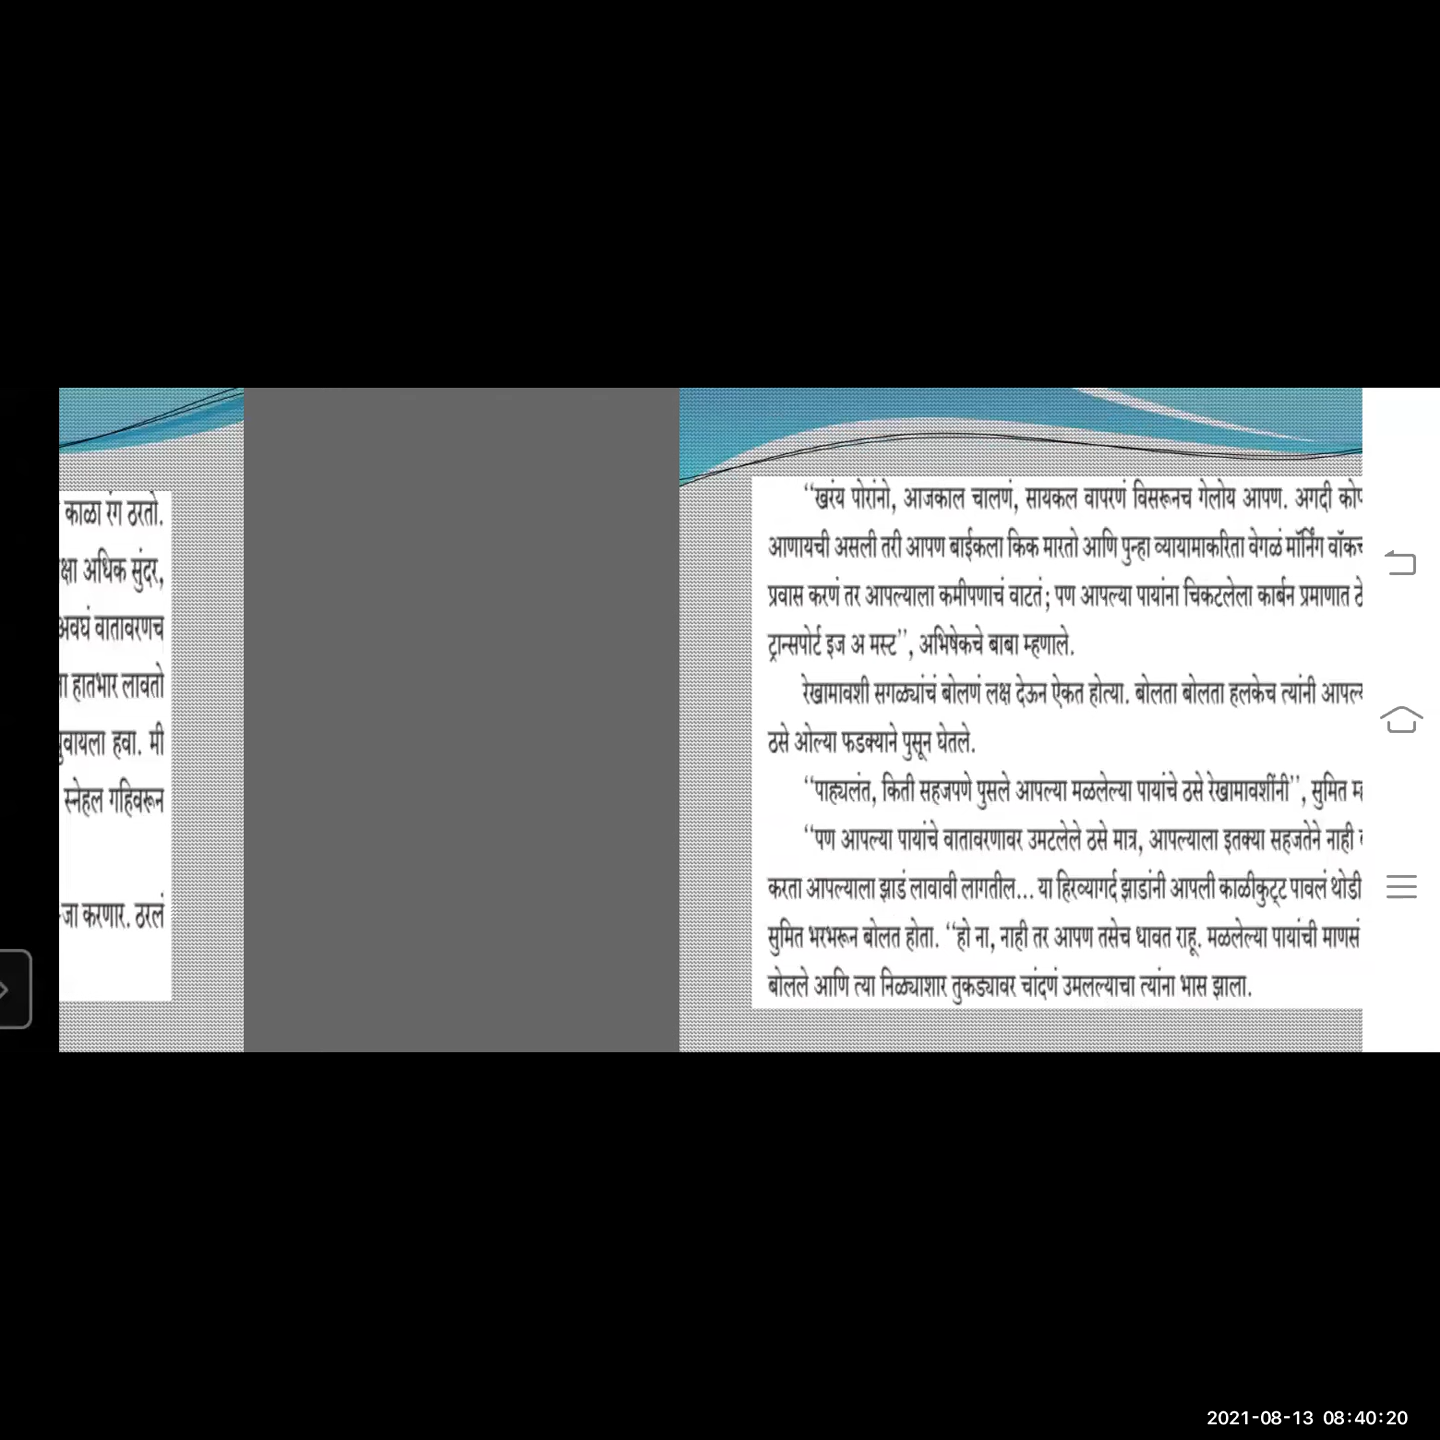 काळा रंग ठरतो.
अधिक सुंदर,
अवघं वातावरणच
हातभार लावतो
हवा. मी
स्नेहल गहिवरून
करणार. ठरलं
“खरंय पोरांनो, आजकाल चालणं, सायकल वापरणं विसरूनच गेलोय आपण. अगदी
आणायची असली तरी आपण बाईकला किक मारतो आणि पुन्हा व्यायामाकरिता वेगळं मॉर्निंग
प्रवास करणं तर आपल्याला कमीपणाचं वाटतं; पण आपल्या पायांना चिकटलेला कार्बन प्रमाणात
ट्रान्सपोर्ट इज अ मस्ट”, अभिषेकचे बाबा म्हणाले.
रेखामावशी सगळ्यांचं बोलणं लक्ष देऊन ऐकत होत्या. बोलता बोलता हलकेच त्यांनी
ठसे ओल्या फडक्याने पुसून घेतले.
“पाह्यलंत, किती सहजपणे पुसले आपल्या मळलेल्या पायांचे ठसे रेखामावशींनी”, सुमित
“पण आपल्या पायांचे वातावरणावर उमटलेले ठसे मात्र, आपल्याला इतक्या सहजतेने नाही
करता आपल्याला झाडं लावावी लागतील... या हिरव्यागर्द झाडांनी आपली काळीकुट्ट पावलं थोडी
सुमित भरभरून बोलत होता. “हो ना, नाही तर आपण तसेच धावत राहू. मळलेल्या पायांची माणसं
बोलले आणि त्या निळ्याशार तुकड्यावर चांदणं उमलल्याचा त्यांना भास झाला.
2021-08-13 08:40:20